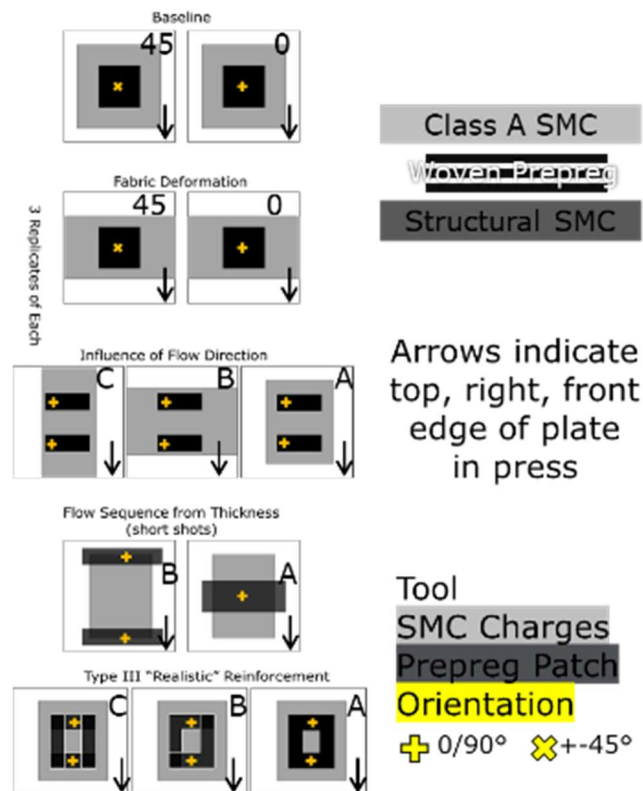 Baseline
45
0
Fabric Deformation
45
0
3 Replicates of Each
Influence of Flow Direction
C
B
A
Flow Sequence from Thickness
(short shots)
B
A
Type III "Realistic" Reinforcement
C
B
A
Class A SMC
Woven Prepreg
Structural SMC
Arrows indicate
top, right, front
edge of plate
in press
Tool
SMC Charges
Prepreg Patch
Orientation
0/90° +-45°